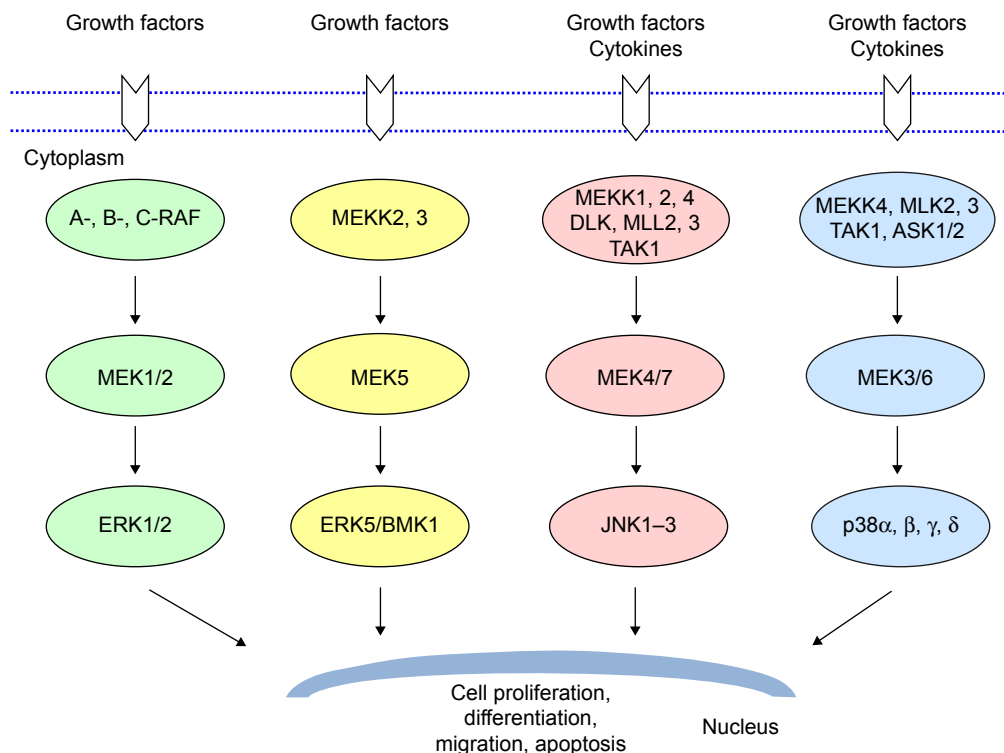 Growth factors
Growth factors
Growth factors
Cytokines
Growth factors
Cytokines
Cytoplasm
A-, B-, C-RAF
MEKK2, 3
MEKK1, 2, 4
DLK, MLL2, 3
TAK1
MEKK4, MLK2, 3
TAK1, ASK1/2
MEK1/2
MEK5
MEK4/7
MEK3/6
ERK1/2
ERK5/BMK1
JNK1–3
p38α, β, γ, δ
Cell proliferation,
differentiation,
migration, apoptosis
Nucleus